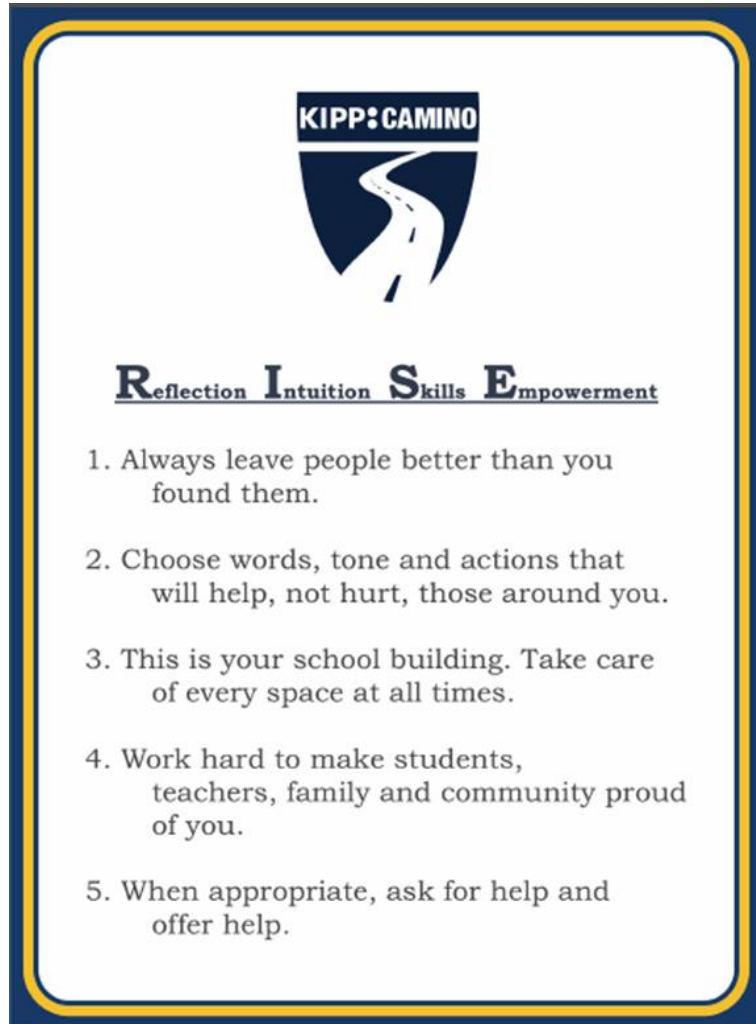 KIPP:CAMINO
Reflection Intuition Skills Empowerment
1. Always leave people better than you
found them.
2. Choose words, tone and actions that
will help, not hurt, those around you.
3. This is your school building. Take care
of every space at all times.
4. Work hard to make students,
teachers, family and community proud
of you.
5. When appropriate, ask for help and
offer help.